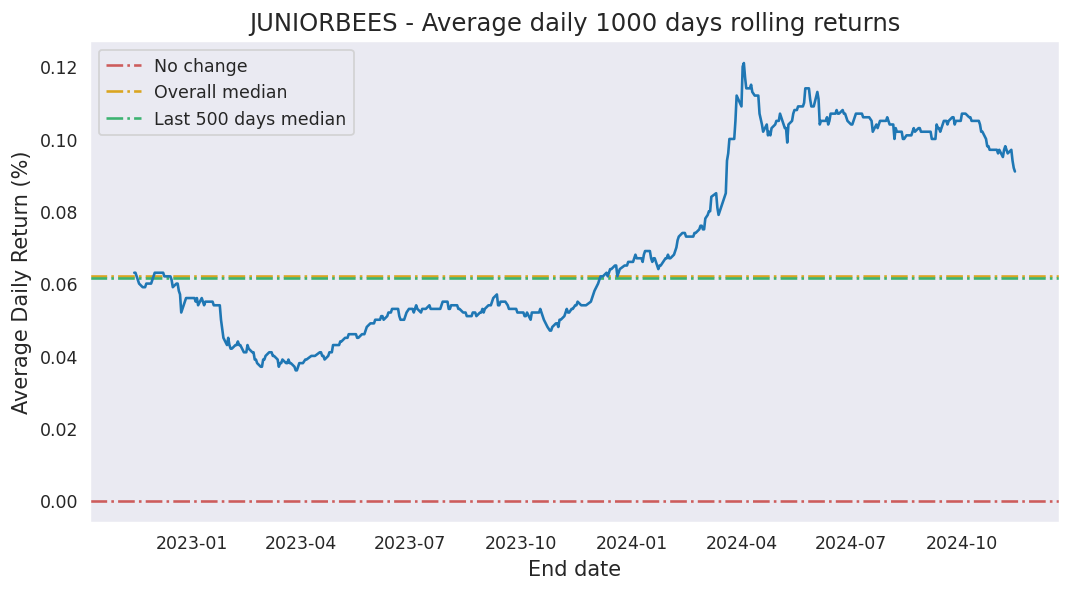 JUNIORBEES - Average daily 1000 days rolling returns
No change
Overall median
Last 500 days median
Average Daily Return (%)
0.12
0.10
0.08
0.06
0.04
0.02
0.00
2023-01 2023-04 2023-07 2023-10 2024-01 2024-04 2024-07 2024-10
End date